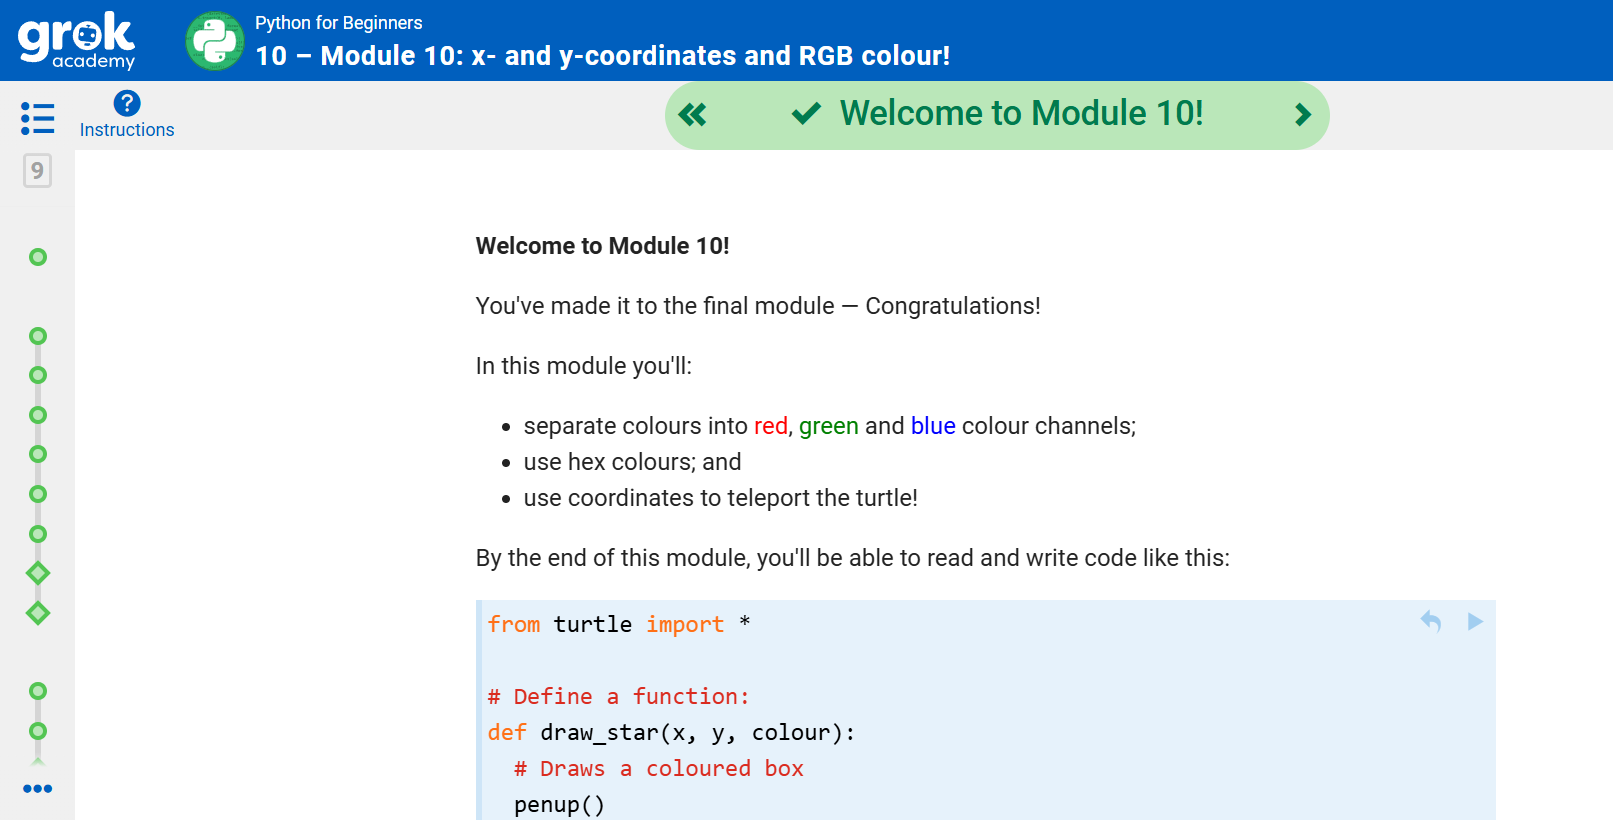 grok
academy
Python for Beginners
10 – Module 10: x- and y-coordinates and RGB colour!
?
Instructions
Welcome to Module 10!
9
Welcome to Module 10!
You've made it to the final module — Congratulations!
In this module you'll:
• separate colours into red, green and blue colour channels;
• use hex colours; and
• use coordinates to teleport the turtle!
By the end of this module, you'll be able to read and write code like this:
from turtle import *
# Define a function:
def draw_star(x, y, colour):
  # Draws a coloured box
  penup()